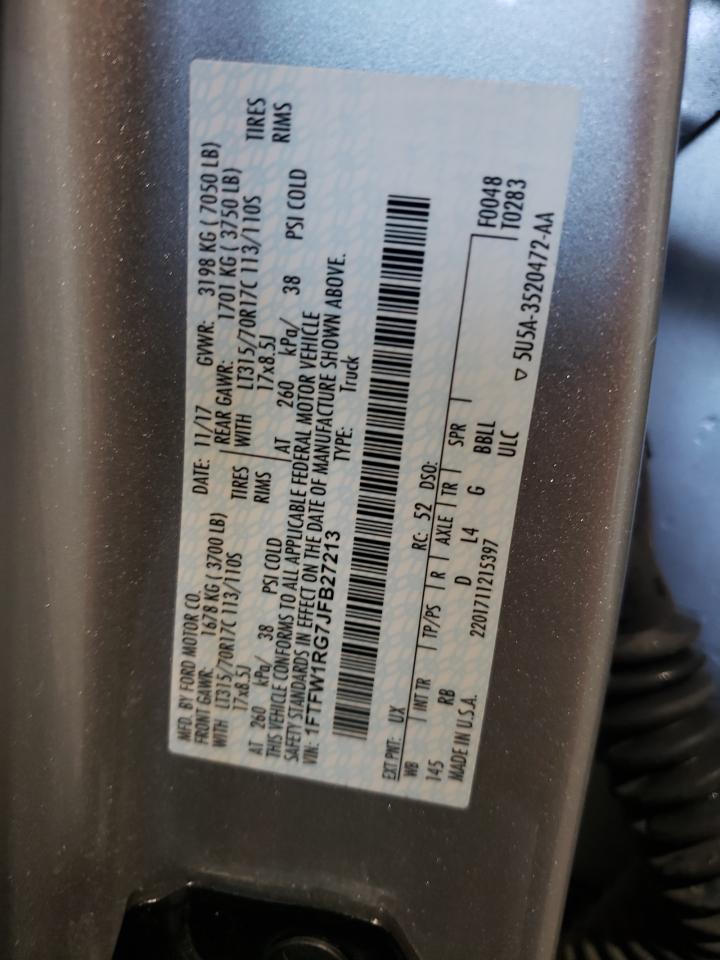 MFD. BY FORD MOTOR CO.
DATE: 11/17 GVWR: 3198 KG ( 7050 LB)
FRONT GAWR: 1678 KG ( 3700 LB) REAR GAWR: 1701 KG ( 3750 LB)
WITH LT315/70R17C 113/110S TIRES WITH LT315/70R17C 113/110S TIRES
17x8.5J RIMS 17x8.5J RIMS
AT 260 kPa/ 38 PSI COLD AT 260 kPa/ 38 PSI COLD
THIS VEHICLE CONFORMS TO ALL APPLICABLE FEDERAL MOTOR VEHICLE
SAFETY STANDARDS IN EFFECT ON THE DATE OF MANUFACTURE SHOWN ABOVE.
VIN: 1FTFW1RG7JFB27213 TYPE: Truck
EXT PNT: UX RC: 52 DSO:
WB INT TR TP/PS R AXLE TR SPR
F0048
T0283
145 RB D L4 G BBLL
MADE IN U.S.A. 2201711215397 ULC
▽ 5U5A-3520472-AA